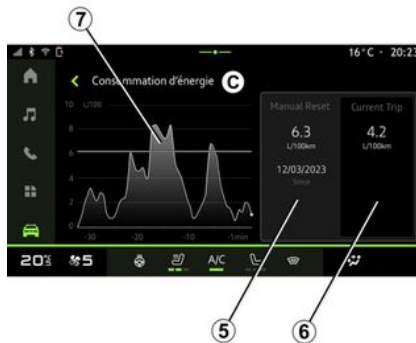 7
16°C · 20:23
Consommation d'énergie C
10 L/100
8
6
4
2
0
-30 -20 -10 -1min
Manual Reset
6.3
L/100km
12/03/2023
Since
Current Trip
4.2
L/100km
20 5 A/C
5 6